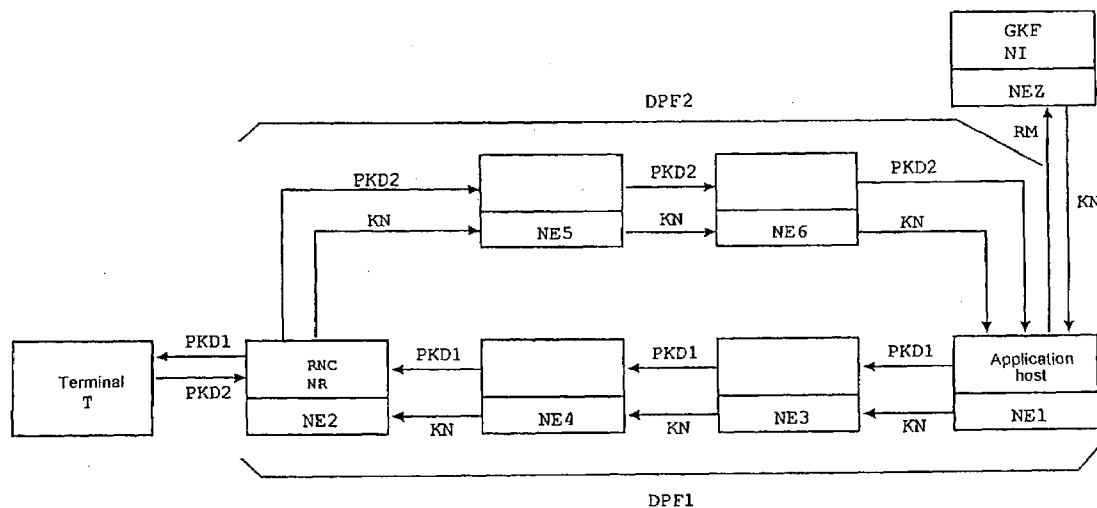 GKF
NI
NEZ
DPF2
RM
KN
PKD2
PKD2
PKD2
KN
NE5
KN
NE6
KN
PKD1
PKD1
PKD1
PKD1
Terminal
T
PKD2
RNC
NR
NE2
KN
NE4
KN
NE3
KN
Application
host
NE1
DPF1